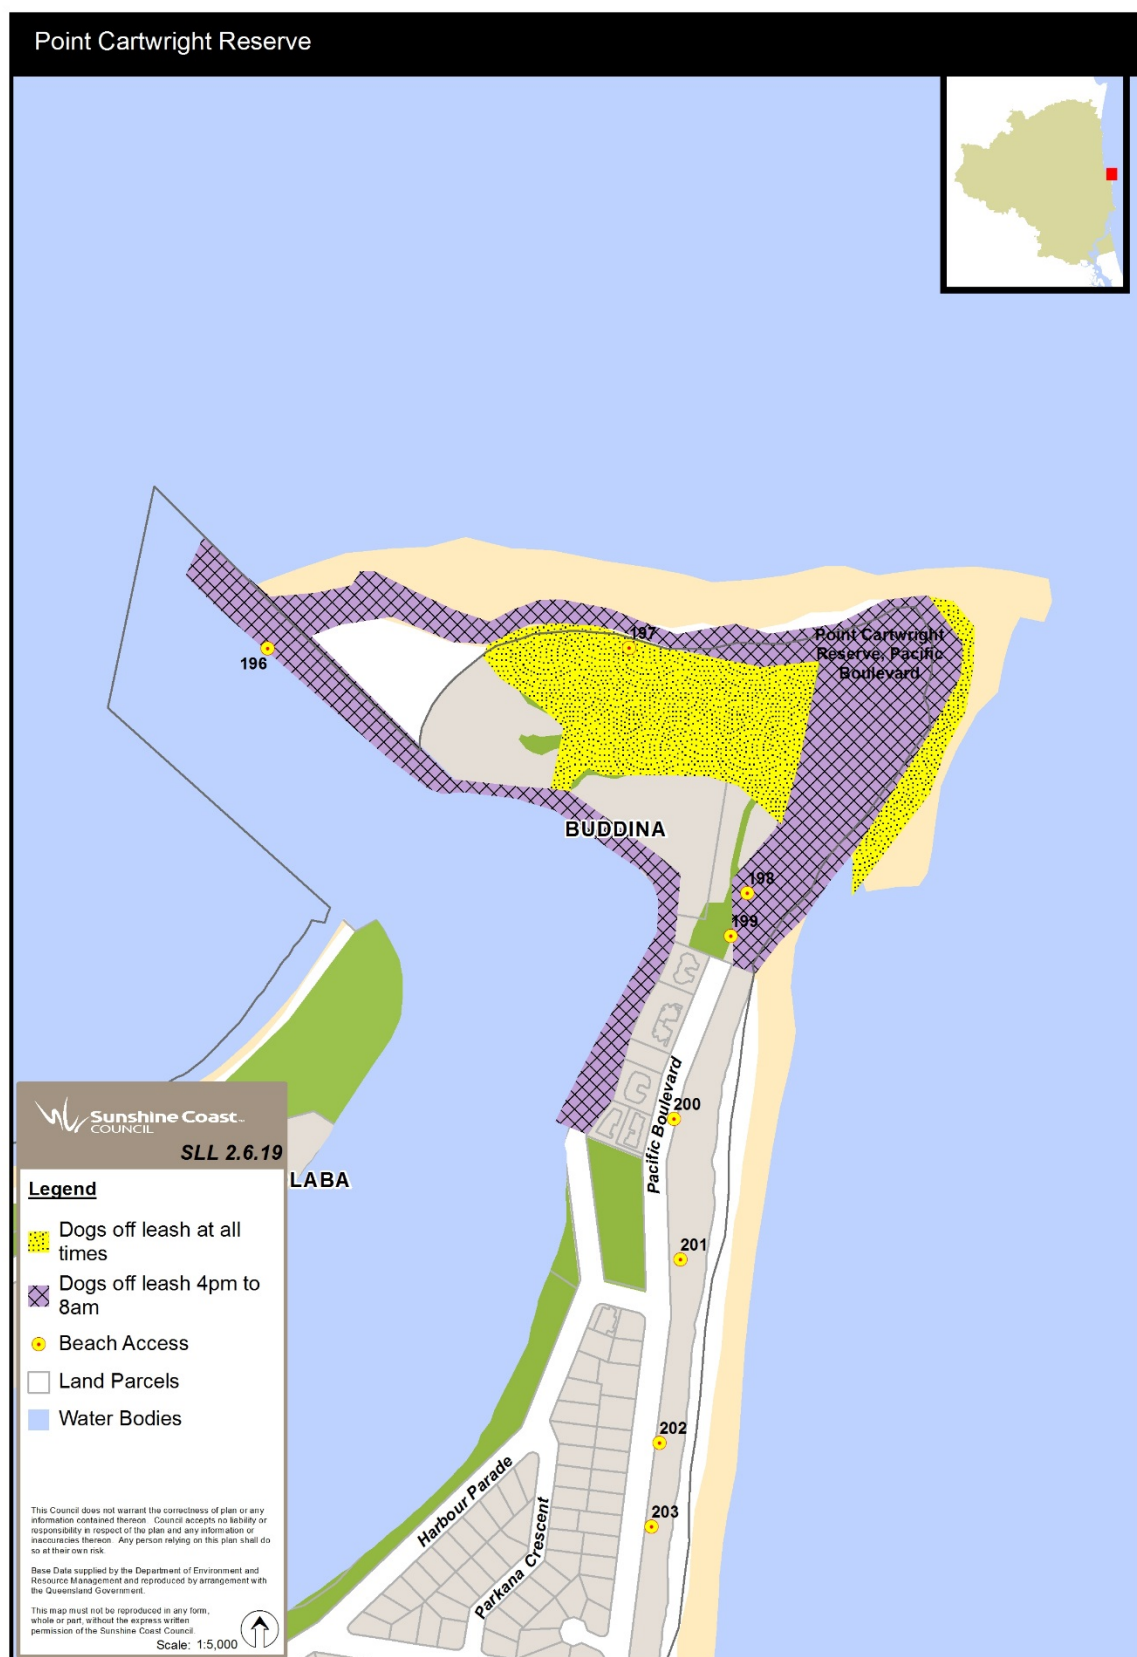 Point Cartwright Reserve
196
197
Point Cartwright
Reserve, Pacific
Boulevard
BUDDINA
198
199
Pacific Boulevard
200
201
202
203
Harbour Parade
Parkana Crescent
LABA
Sunshine Coast™
COUNCIL
SLL 2.6.19
Legend
Dogs off leash at all
times
Dogs off leash 4pm to
8am
Beach Access
Land Parcels
Water Bodies
This Council does not warrant the correctness of plan or any
information contained thereon. Council accepts no liability or
responsibility in respect of the plan and any information or
inaccuracies thereon. Any person relying on this plan shall do
so at their own risk.
Base Data supplied by the Department of Environment and
Resource Management and reproduced by arrangement with
the Queensland Government.
This map must not be reproduced in any form,
whole or part, without the express written
permission of the Sunshine Coast Council.
Scale: 1:5,000